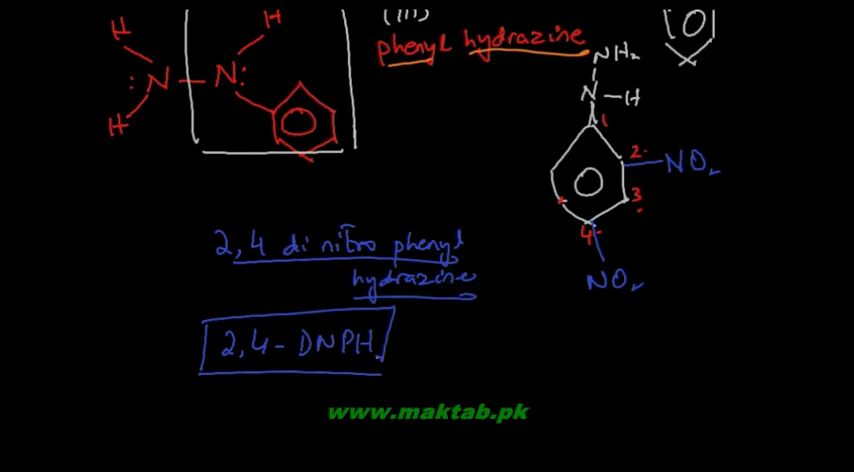 (III)
phenyl hydrazine
H
H
:N-N:
H
NH₂
N-H
1
2.
NO₂
3
4.
NO₂
2,4 di nitro phenyl
hydrazine
2,4- DNPH
www.maktab.pk